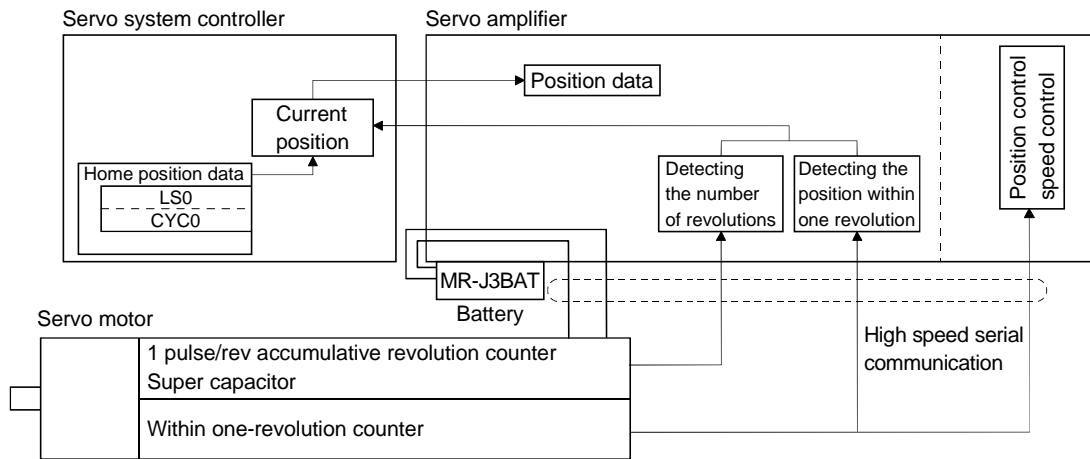 Servo system controller
Servo amplifier
Position data
Current
position
Home position data
LS0
CYC0
Detecting
the number
of revolutions
Detecting the
position within
one revolution
Position control
speed control
MR-J3BAT
Battery
Servo motor
High speed serial
communication
1 pulse/rev accumulative revolution counter
Super capacitor
Within one-revolution counter